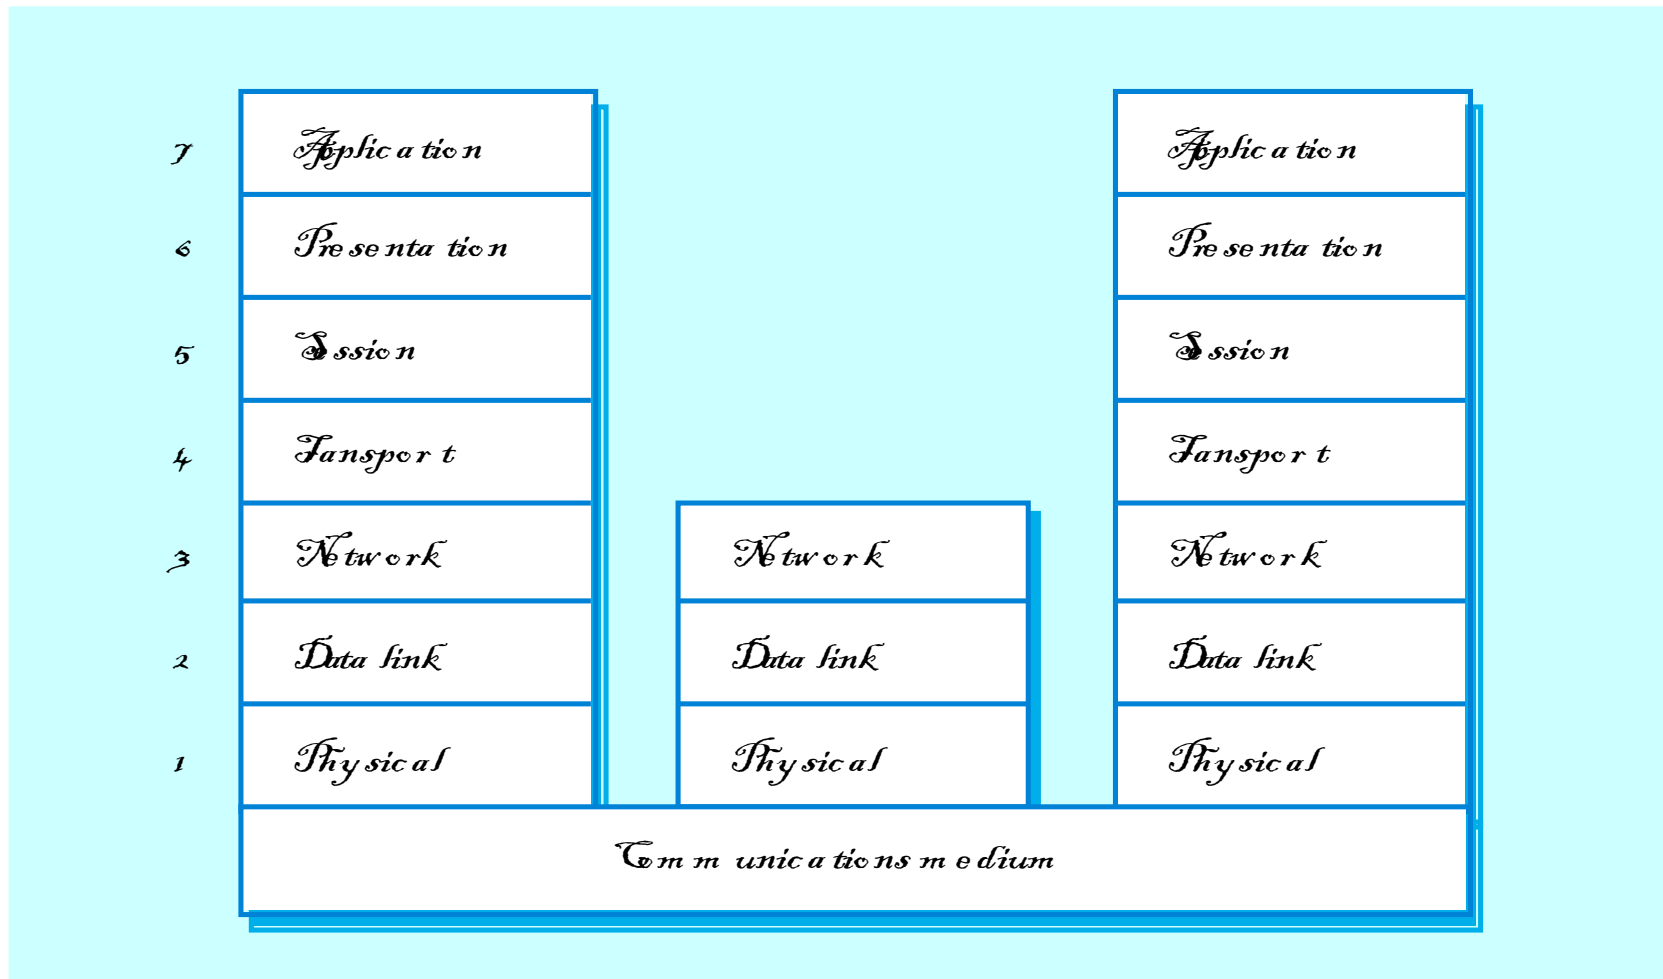 7 Application Application
6 Presentation Presentation
5 Session Session
4 Transport Transport
3 Network Network Network
2 Data link Data link Data link
1 Physical Physical Physical
Communications medium